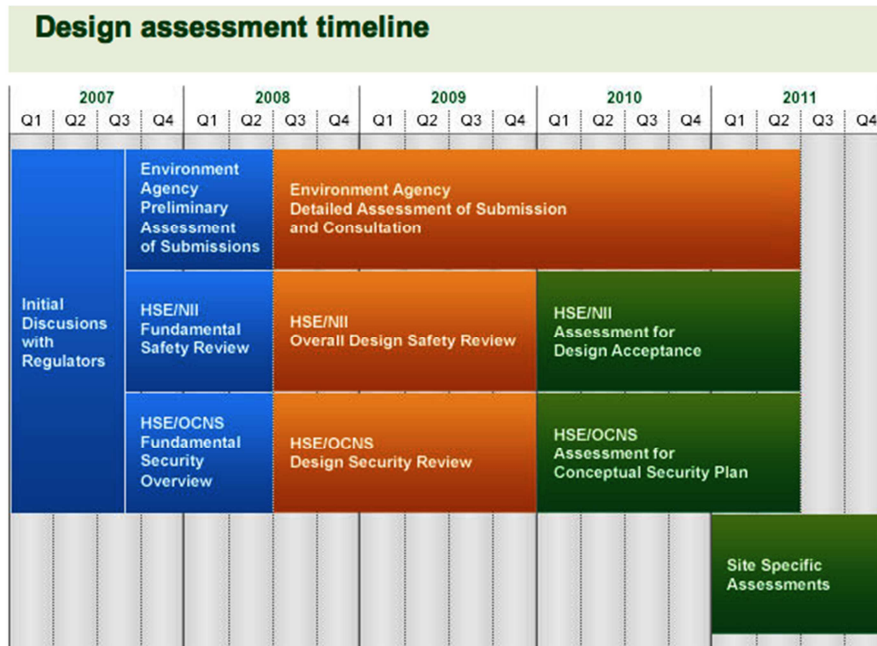 Design assessment timeline
2007 2008 2009 2010 2011
Q1 Q2 Q3 Q4 Q1 Q2 Q3 Q4 Q1 Q2 Q3 Q4 Q1 Q2 Q3 Q4 Q1 Q2 Q3 Q4
Initial
Discusions
with
Regulators
Environment
Agency
Preliminary
Assessment
of Submissions
Environment Agency
Detailed Assessment of Submission
and Consultation
HSE/NII
Fundamental
Safety Review
HSE/NII
Overall Design Safety Review
HSE/NII
Assessment for
Design Acceptance
HSE/OCNS
Fundamental
Security
Overview
HSE/OCNS
Design Security Review
HSE/OCNS
Assessment for
Conceptual Security Plan
Site Specific
Assessments